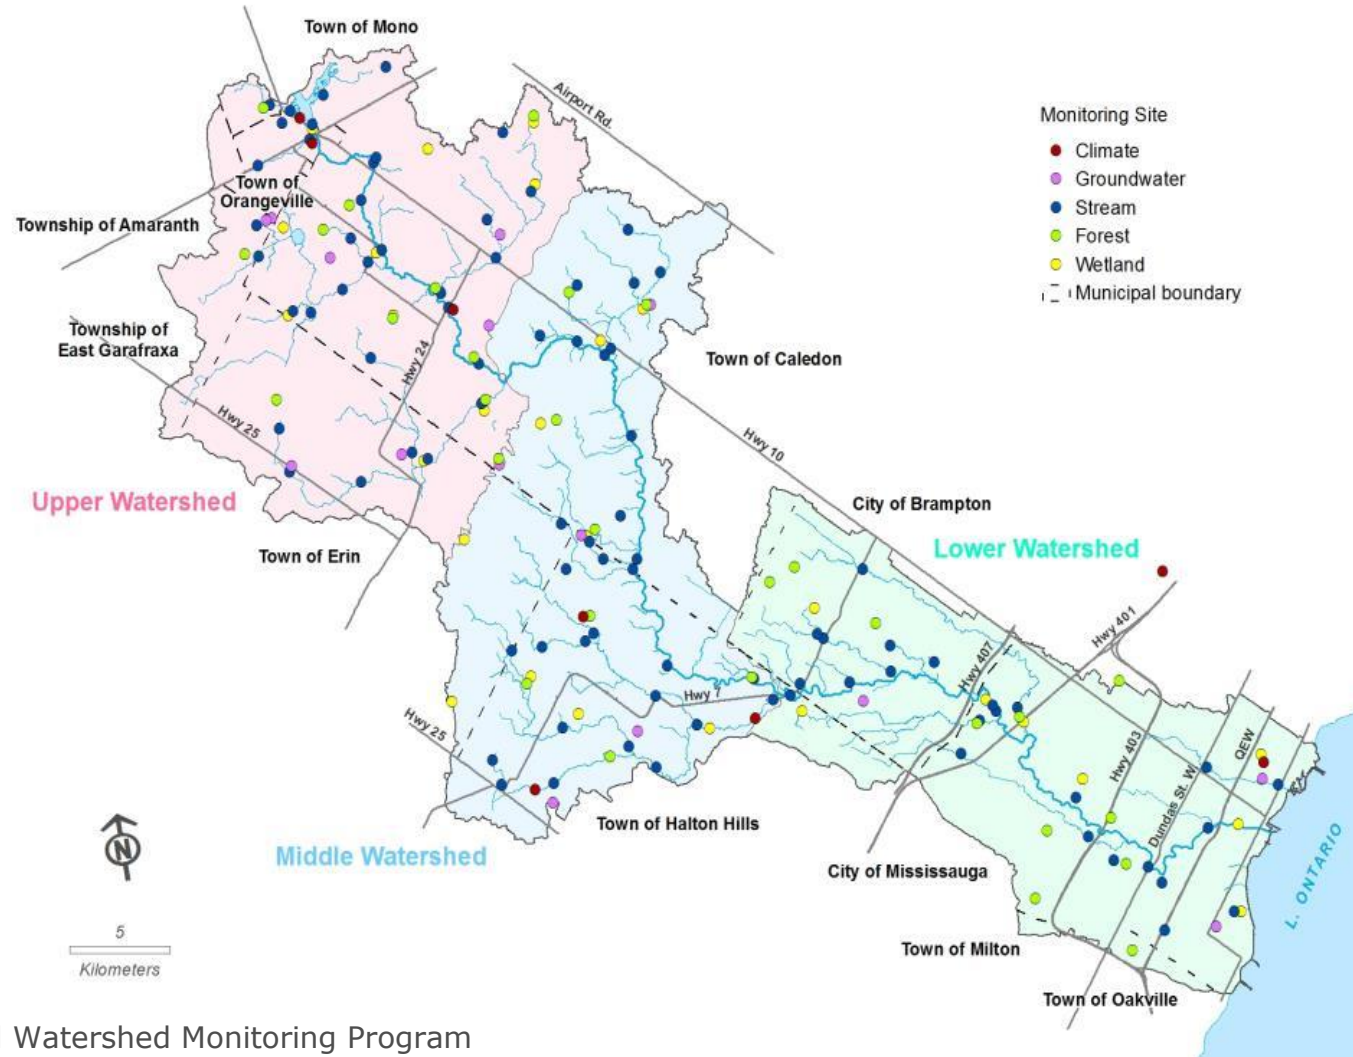 Town of Mono
Airport Rd.
Monitoring Site
Climate
Groundwater
Stream
Forest
Wetland
Municipal boundary
Town of
Orangeville
Township of Amaranth
Township of
East Garafraxa
Hwy 24
Town of Caledon
Hwy 25
Hwy 10
Upper Watershed
City of Brampton
Town of Erin
Lower Watershed
Hwy 401
Hwy 407
Hwy 7
Hwy 25
Hwy 403
Dundas St. W.
QEW
Town of Halton Hills
Middle Watershed
City of Mississauga
L. ONTARIO
N
5
Kilometers
Town of Milton
Town of Oakville
Watershed Monitoring Program